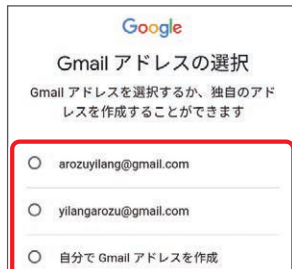 Google
Gmail アドレスの選択
Gmail アドレスを選択するか、独自のアド
レスを作成することができます
arozuyilang@gmail.com
yilangarozu@gmail.com
自分で Gmail アドレスを作成